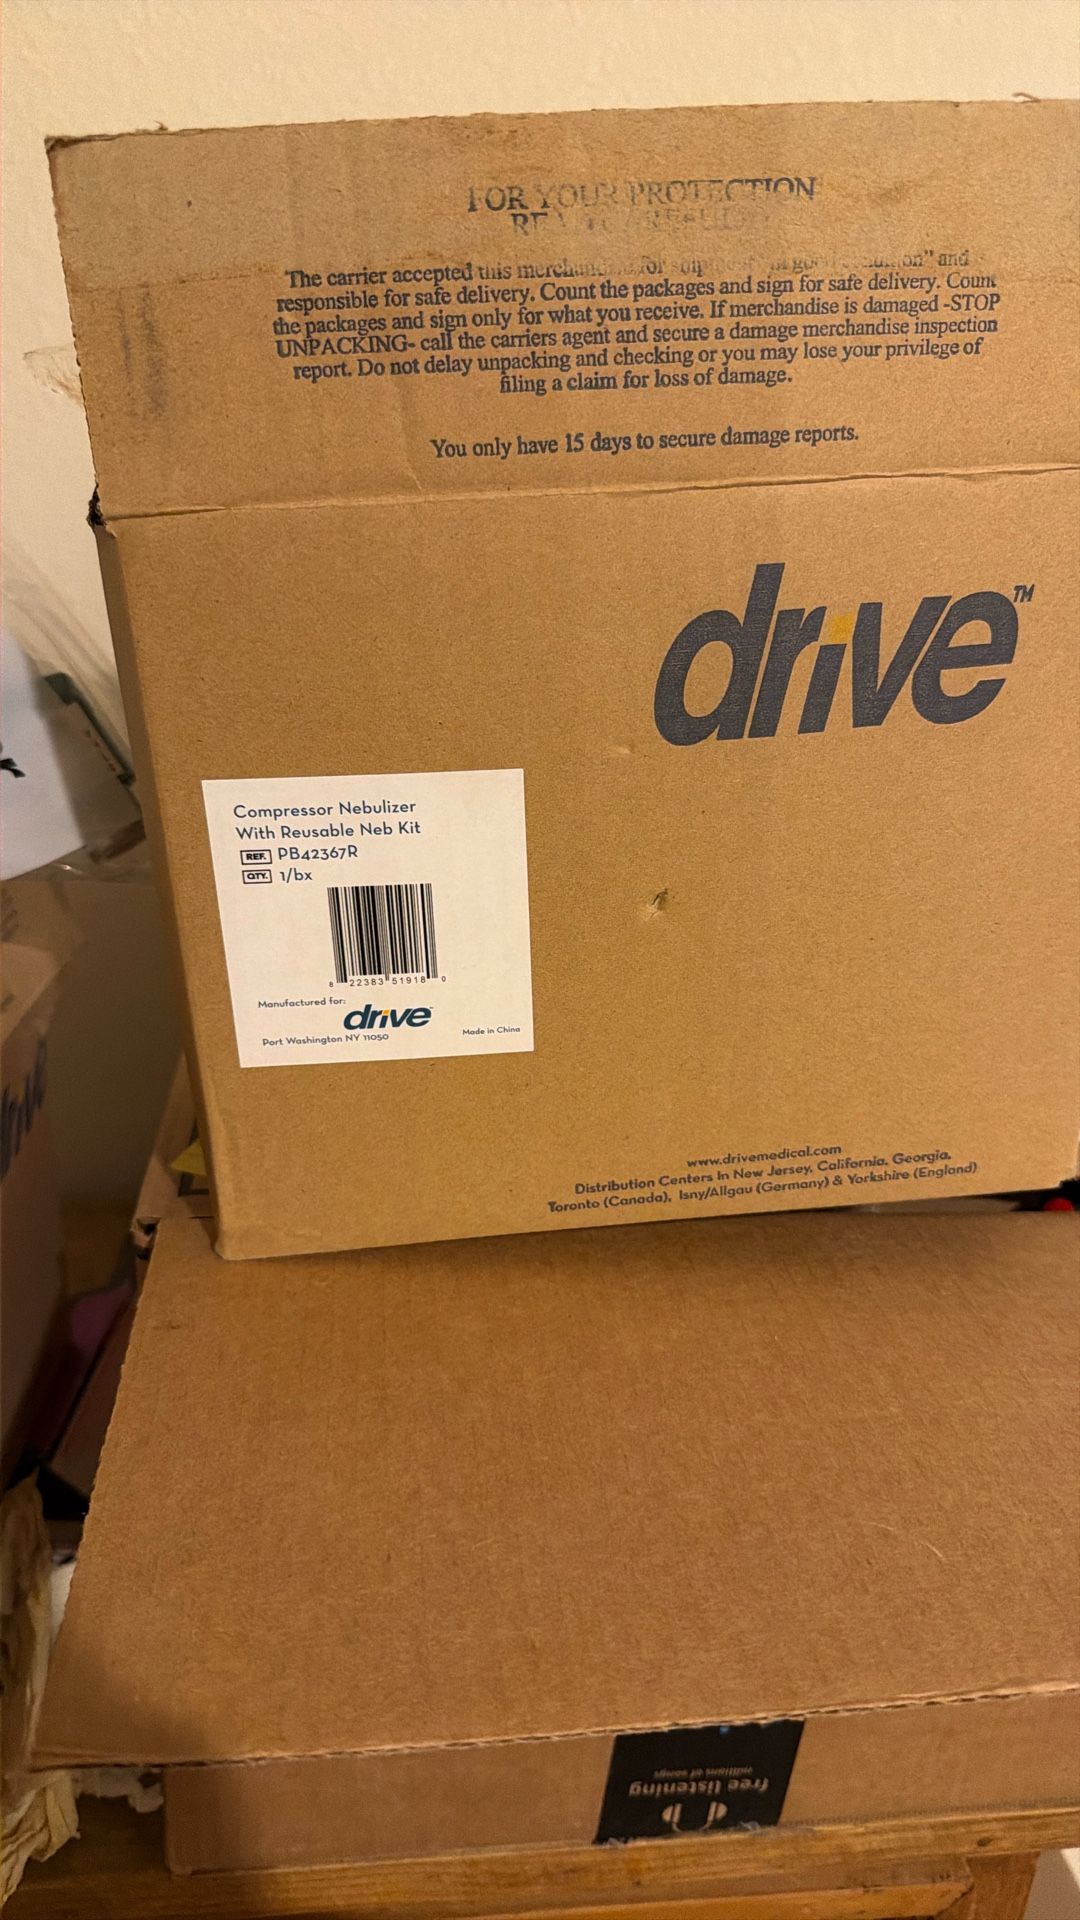 FOR YOUR PROTECTION
"The carrier accepted this for and
responsible for safe delivery. Count the packages and sign for safe delivery. Count
the packages and sign only for what you receive. If merchandise is damaged -STOP
UNPACKING- call the carriers agent and secure a damage merchandise inspection
report. Do not delay unpacking and checking or you may lose your privilege of
filing a claim for loss of damage.
You only have 15 days to secure damage reports.
drive™
Compressor Nebulizer
With Reusable Neb Kit
REF. PB42367R
QTY. 1/bx
8 22383 51918 0
Manufactured for:
drive
Port Washington NY 11050
Made in China
www.drivemedical.com
Distribution Centers In New Jersey, California, Georgia,
Toronto (Canada), Isny/Allgau (Germany) & Yorkshire (England)
free listening
millions of songs